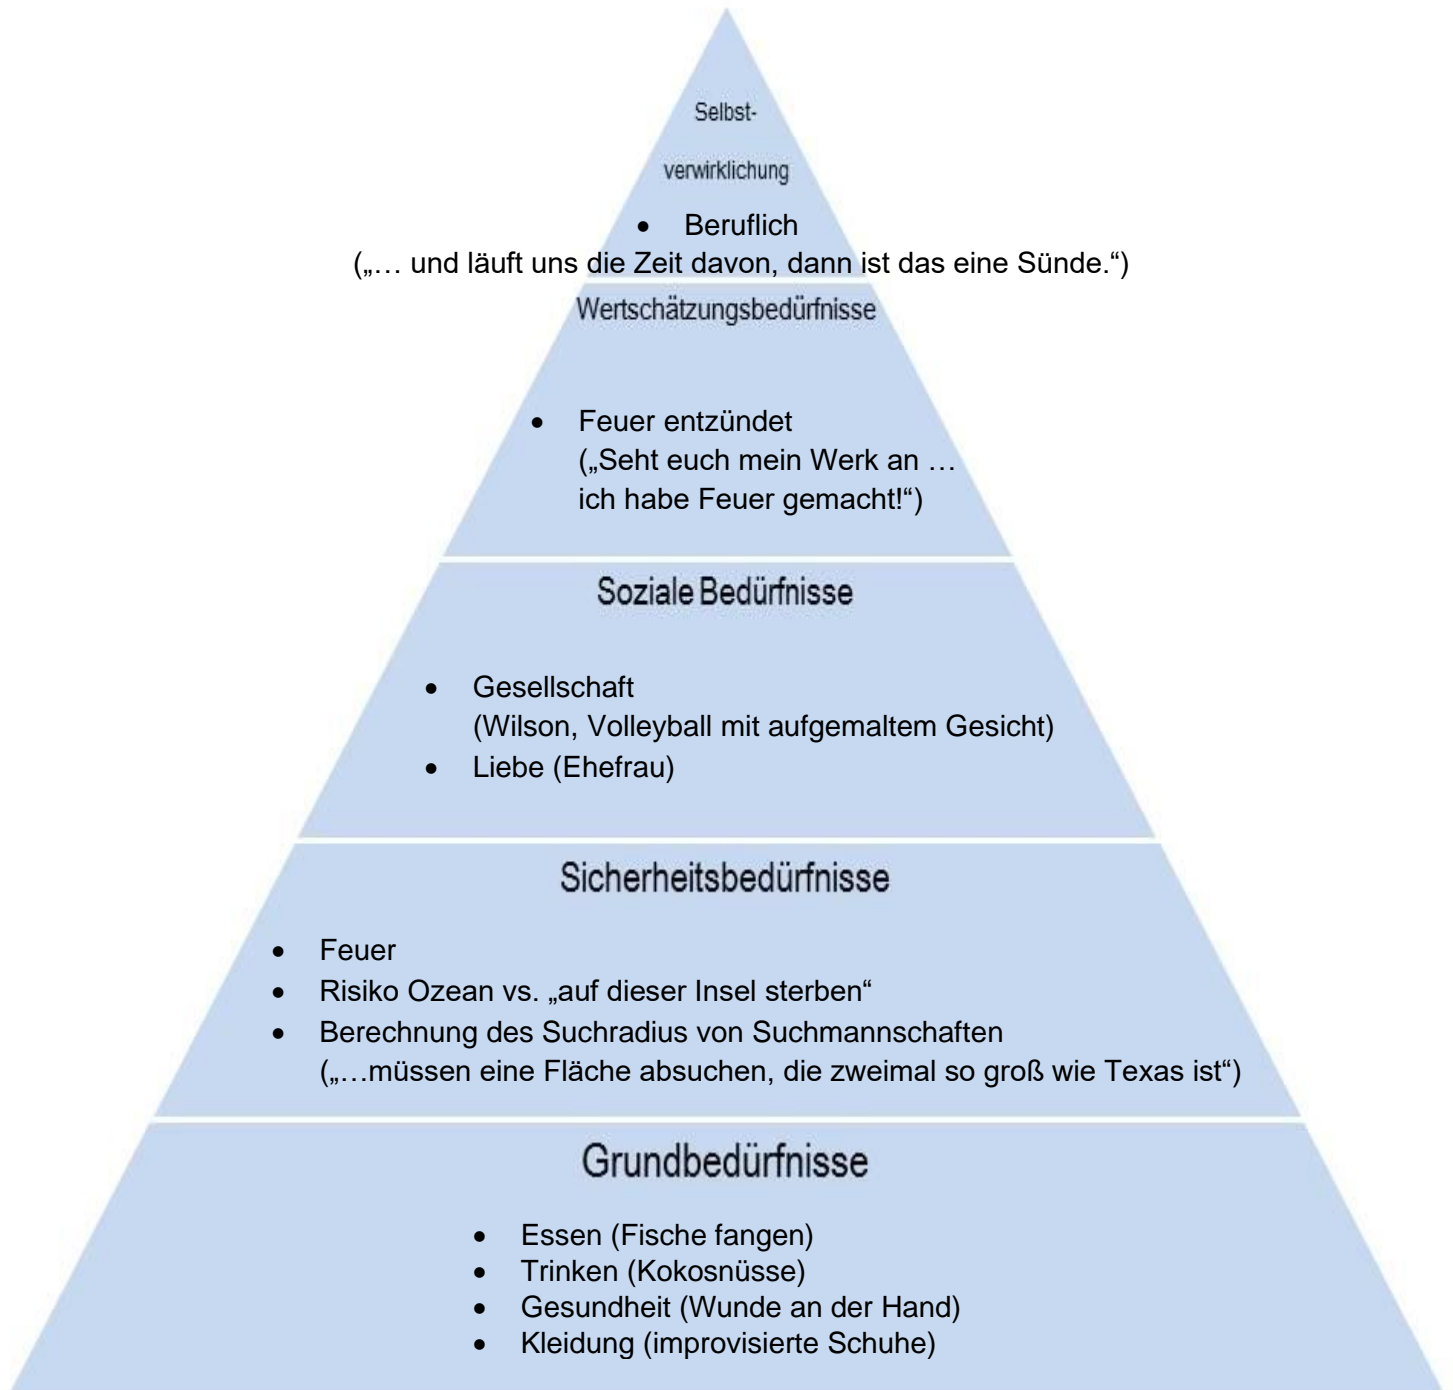 Selbst-
verwirklichung
• Beruflich
(„… und läuft uns die Zeit davon, dann ist das eine Sünde.“)
Wertschätzungsbedürfnisse
• Feuer entzündet
(„Seht euch mein Werk an …
ich habe Feuer gemacht!“)
Soziale Bedürfnisse
• Gesellschaft
(Wilson, Volleyball mit aufgemaltem Gesicht)
• Liebe (Ehefrau)
Sicherheitsbedürfnisse
• Feuer
• Risiko Ozean vs. „auf dieser Insel sterben“
• Berechnung des Suchradius von Suchmannschaften
(„…müssen eine Fläche absuchen, die zweimal so groß wie Texas ist“)
Grundbedürfnisse
• Essen (Fische fangen)
• Trinken (Kokosnüsse)
• Gesundheit (Wunde an der Hand)
• Kleidung (improvisierte Schuhe)